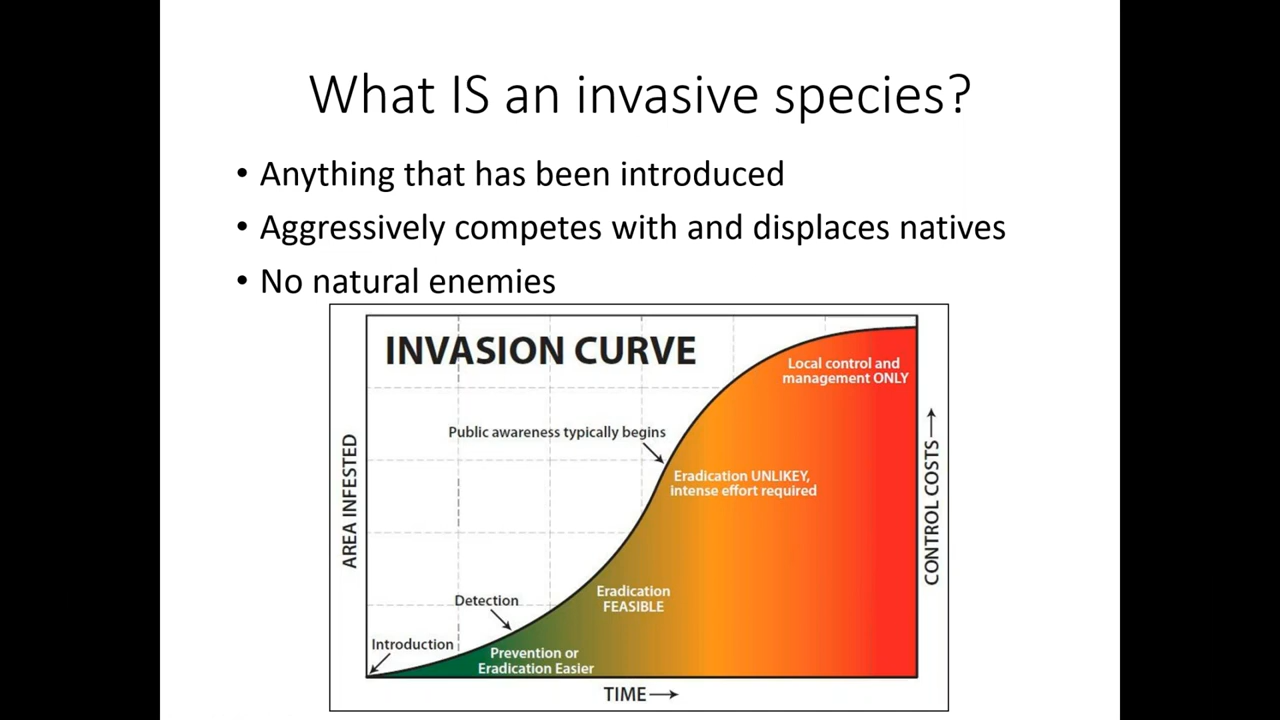 What IS an invasive species?
• Anything that has been introduced
• Aggressively competes with and displaces natives
• No natural enemies
INVASION CURVE
Local control and
management ONLY
Public awareness typically begins
Eradication UNLIKEY,
intense effort required
Eradication
FEASIBLE
Detection
Introduction
Prevention or
Eradication Easier
AREA INFESTED
CONTROL COSTS
TIME